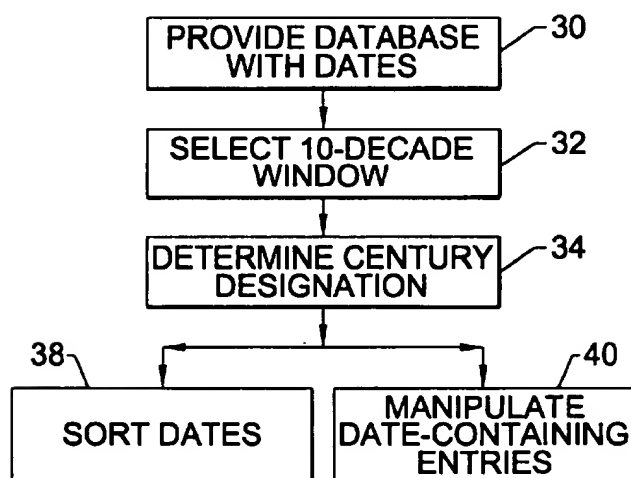 PROVIDE DATABASE
WITH DATES
30
SELECT 10-DECADE
WINDOW
32
DETERMINE CENTURY
DESIGNATION
34
38
SORT DATES
40
MANIPULATE
DATE-CONTAINING
ENTRIES